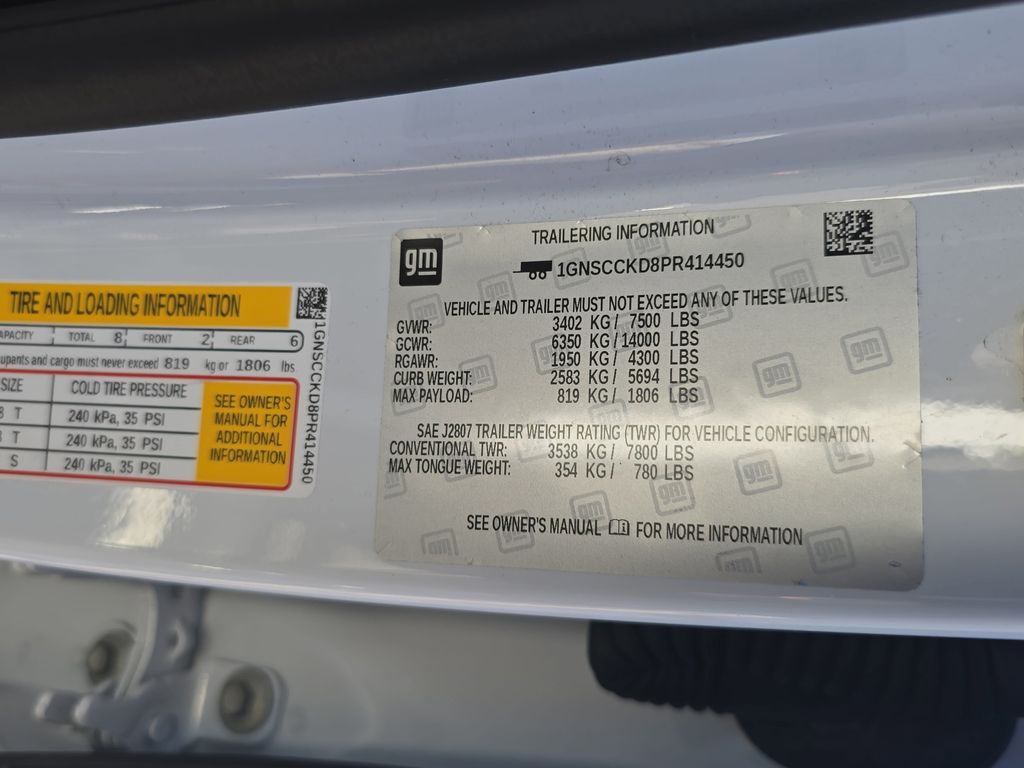 TIRE AND LOADING INFORMATION
APACITY TOTAL 8 FRONT 2 REAR 6
upants and cargo must never exceed 819 kg or 1806 lbs
SIZE COLD TIRE PRESSURE
T 240 kPa, 35 PSI
T 240 kPa, 35 PSI
S 240 kPa, 35 PSI
SEE OWNER'S
MANUAL FOR
ADDITIONAL
INFORMATION
1GNSCCKD8PR414450
gm
TRAILERING INFORMATION
1GNSCCKD8PR414450
VEHICLE AND TRAILER MUST NOT EXCEED ANY OF THESE VALUES.
GVWR: 3402 KG / 7500 LBS
GCWR: 6350 KG / 14000 LBS
RGAWR: 1950 KG / 4300 LBS
CURB WEIGHT: 2583 KG / 5694 LBS
MAX PAYLOAD: 819 KG / 1806 LBS
SAE J2807 TRAILER WEIGHT RATING (TWR) FOR VEHICLE CONFIGURATION.
CONVENTIONAL TWR: 3538 KG / 7800 LBS
MAX TONGUE WEIGHT: 354 KG / 780 LBS
SEE OWNER'S MANUAL FOR MORE INFORMATION